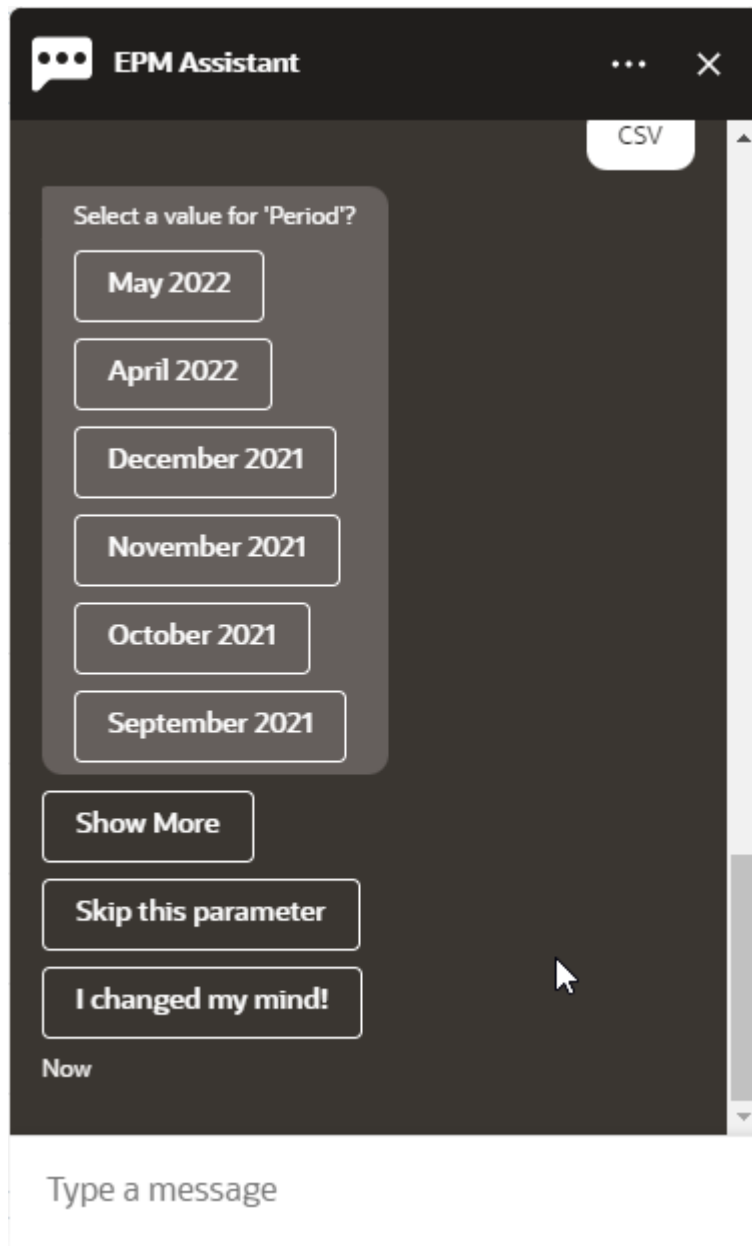 EPM Assistant
CSV
Select a value for 'Period'?
May 2022
April 2022
December 2021
November 2021
October 2021
September 2021
Show More
Skip this parameter
I changed my mind!
Now
Type a message